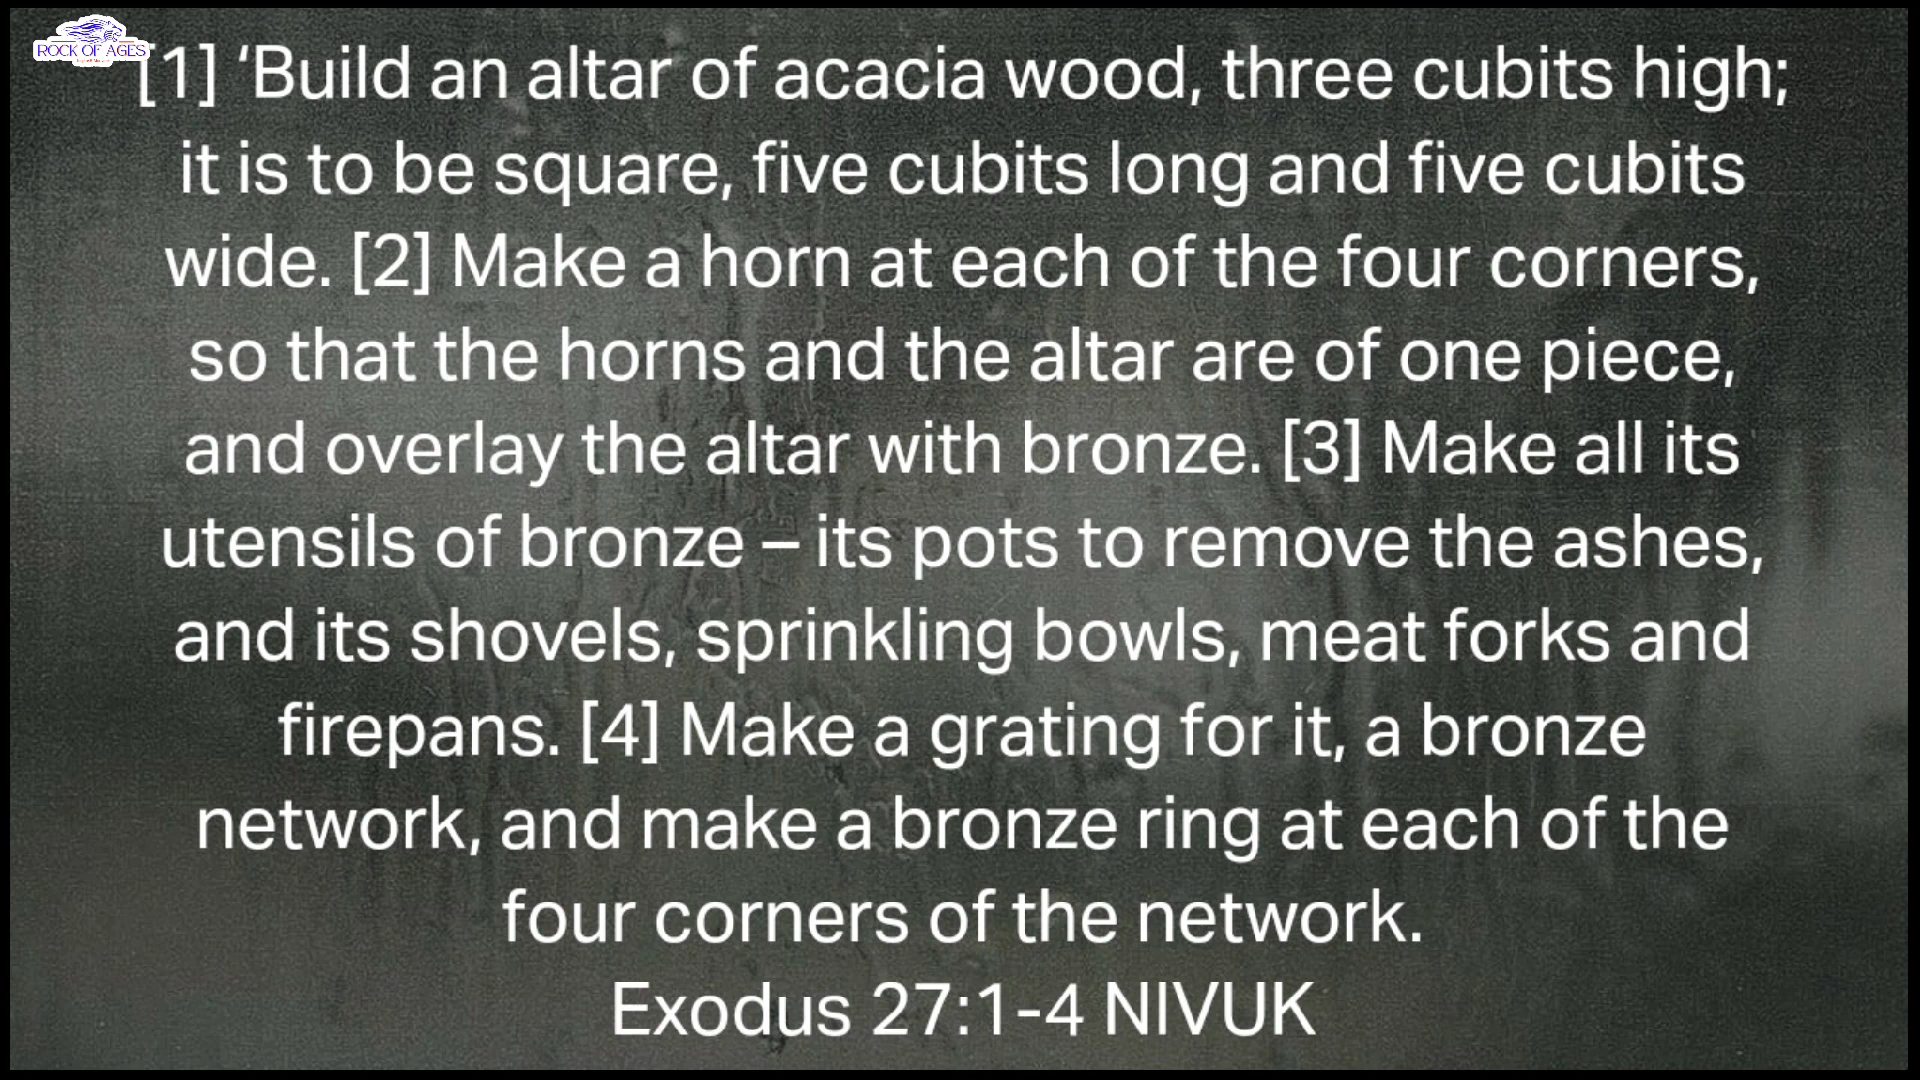 ROCK OF AGES
[1] ‘Build an altar of acacia wood, three cubits high;
it is to be square, five cubits long and five cubits
wide. [2] Make a horn at each of the four corners,
so that the horns and the altar are of one piece,
and overlay the altar with bronze. [3] Make all its
utensils of bronze – its pots to remove the ashes,
and its shovels, sprinkling bowls, meat forks and
firepans. [4] Make a grating for it, a bronze
network, and make a bronze ring at each of the
four corners of the network.
Exodus 27:1-4 NIVUK